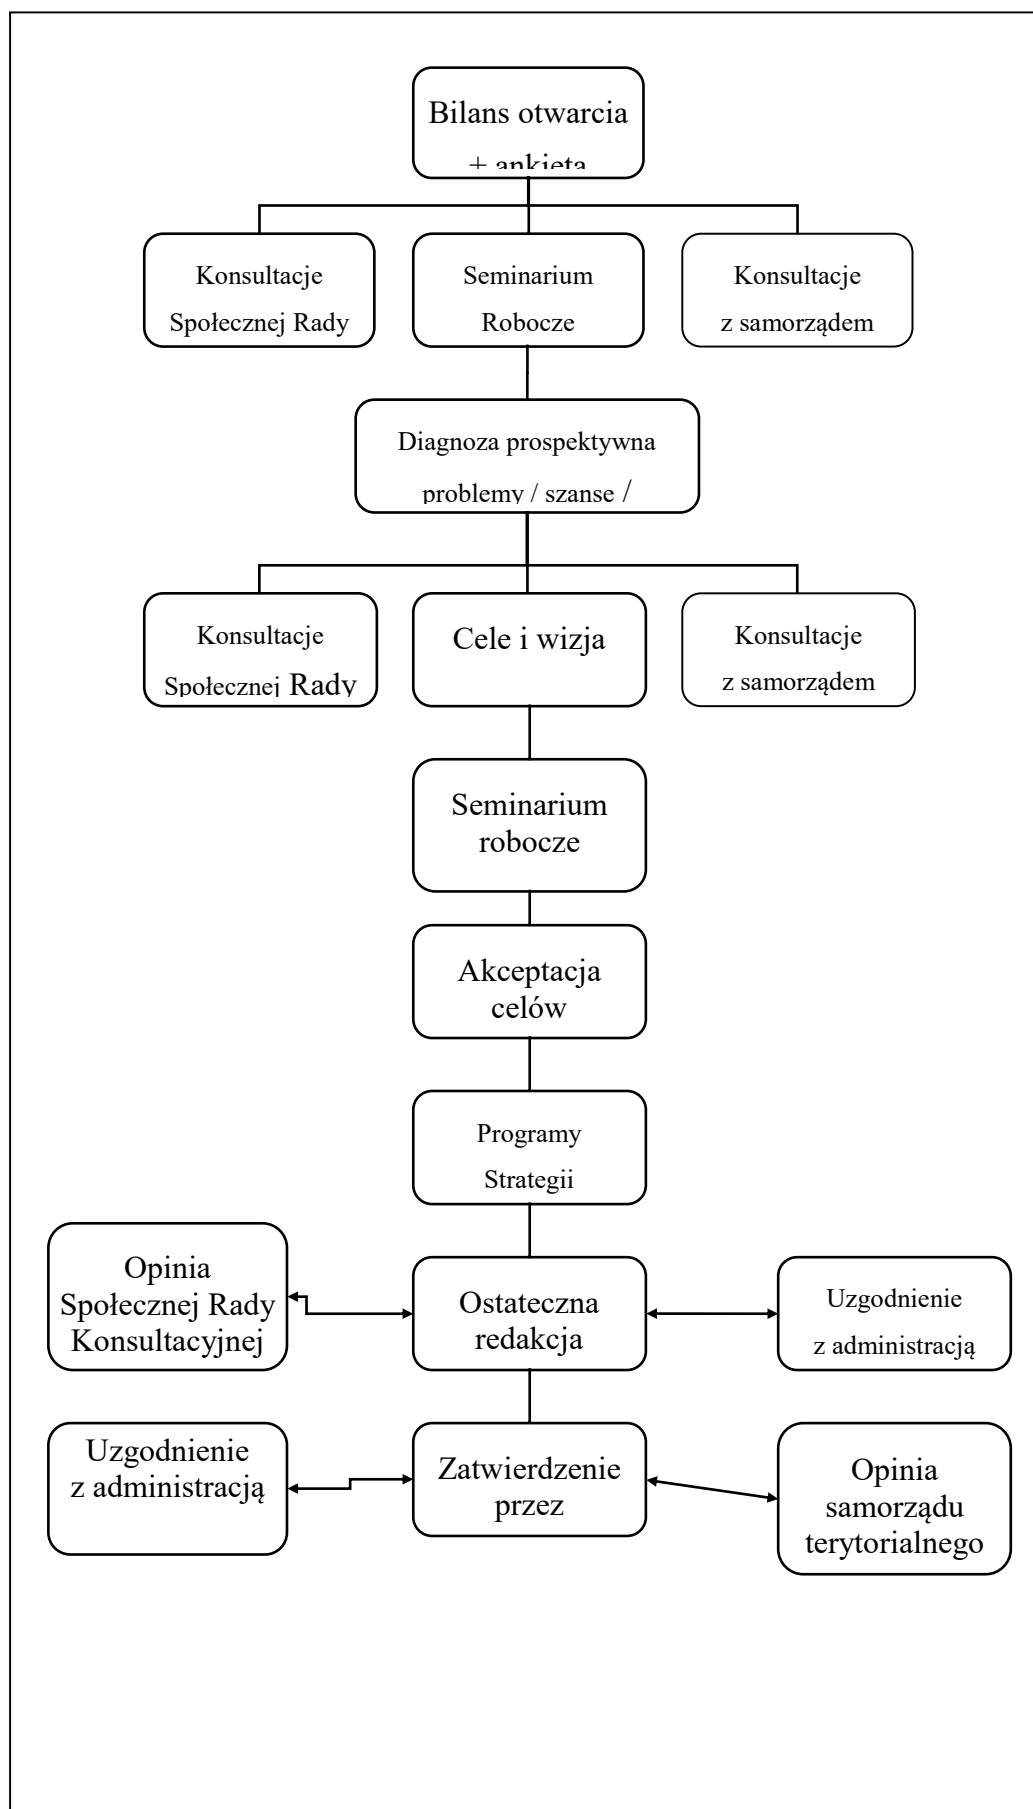 Bilans otwarcia
+ ankieta
Konsultacje
Społecznej Rady
Seminarium
Robocze
Konsultacje
z samorządem
Diagnoza prospektywna
problemy / szanse /
Konsultacje
Społecznej Rady
Cele i wizja
Konsultacje
z samorządem
Seminarium
robocze
Akceptacja
celów
Programy
Strategii
Opinia
Społecznej Rady
Konsultacyjnej
Ostateczna
redakcja
Uzgodnienie
z administracją
Uzgodnienie
z administracją
Zatwierdzenie
przez
Opinia
samorządu
terytorialnego